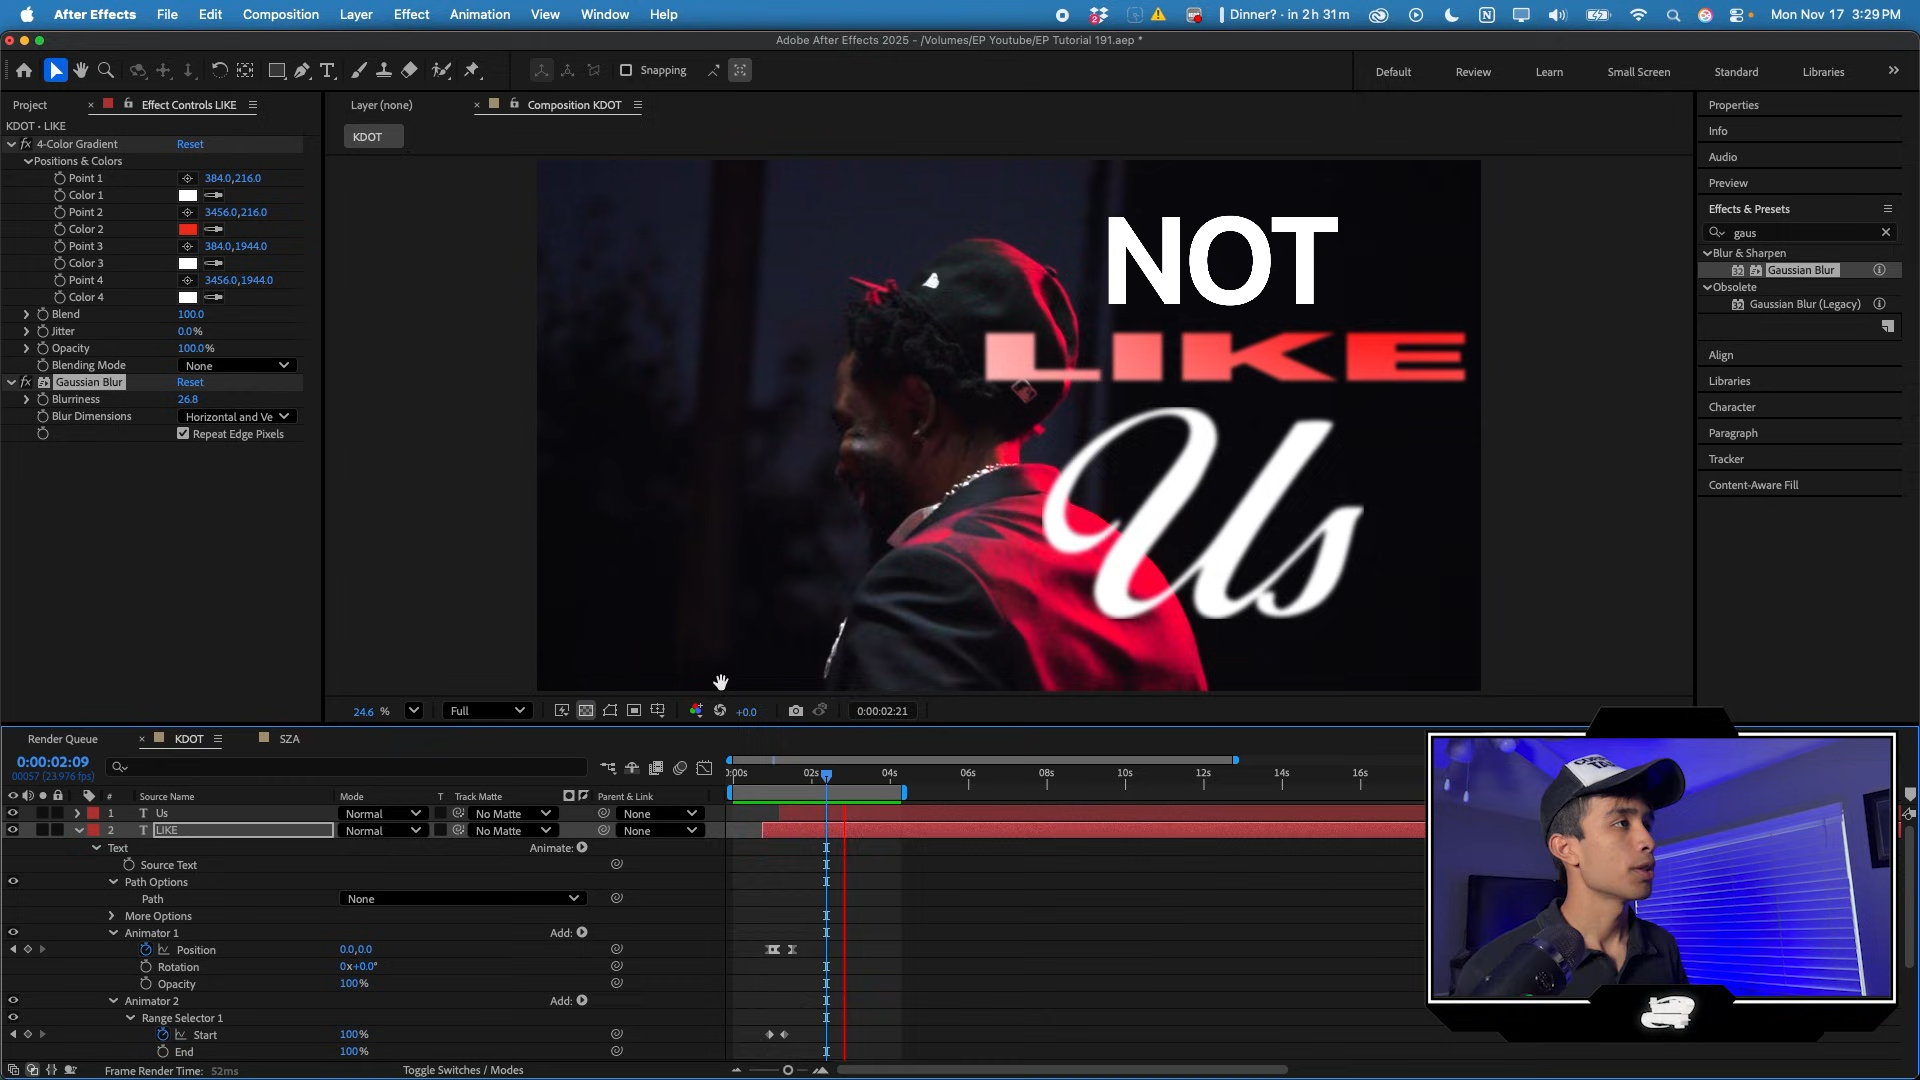 After Effects File Edit Composition Layer Effect Animation View Window Help
Dinner? · in 2 h 31 m Mon Nov 17 3:29 PM
Adobe After Effects 2025 - /Volumes/EP Youtube/EP Tutorial 191.aep *
Snapping Default Review Learn Small Screen Standard Libraries
Project Effect Controls LIKE
KDOT • LIKE
fx 4-Color Gradient Reset
Positions & Colors
Point 1 384.0,216.0
Color 1
Point 2 3456.0,216.0
Color 2
Point 3 384.0,1944.0
Color 3
Point 4 3456.0,1944.0
Color 4
Blend 100.0
Jitter 0.0%
Opacity 100.0%
Blending Mode None
fx Gaussian Blur Reset
Blurriness 26.8
Blur Dimensions Horizontal and Ve
Repeat Edge Pixels
Layer (none) Composition KDOT
KDOT
NOT
LIKE
Us
24.6 % Full +0.0 0:00:02:21
Properties
Info
Audio
Preview
Effects & Presets
gaus
Blur & Sharpen
Gaussian Blur
Obsolete
Gaussian Blur (Legacy)
Align
Libraries
Character
Paragraph
Tracker
Content-Aware Fill
Render Queue KDOT SZA
0:00:02:09
00057 (23.976 fps)
:00s 02s 04s 06s 08s 10s 12s 14s 16s
# Source Name Mode T Track Matte Parent & Link
1 T Us Normal No Matte None
2 T LIKE Normal No Matte None
Text Animate:
Source Text
Path Options
Path None
More Options
Animator 1 Add:
Position 0.0,0.0
Rotation 0x+0.0°
Opacity 100%
Animator 2 Add:
Range Selector 1
Start 100%
End 100%
Frame Render Time: 52ms Toggle Switches / Modes